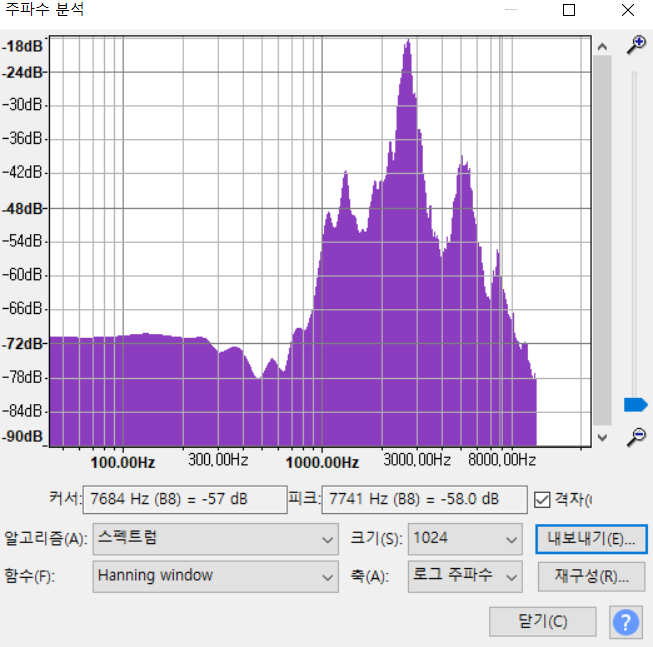 주파수 분석
-18dB
-24dB
-30dB
-36dB
-42dB
-48dB
-54dB
-60dB
-66dB
-72dB
-78dB
-84dB
-90dB
100.00Hz 300,00Hz 1000.00Hz 3000,00Hz 8000,00Hz
커서: 7684 Hz (B8) = -57 dB 피크: 7741 Hz (B8) = -58.0 dB 격자(
알고리즘(A): 스펙트럼 크기(S): 1024 내보내기(E)...
함수(F): Hanning window 축(A): 로그 주파수 재구성(R)...
닫기(C) ?